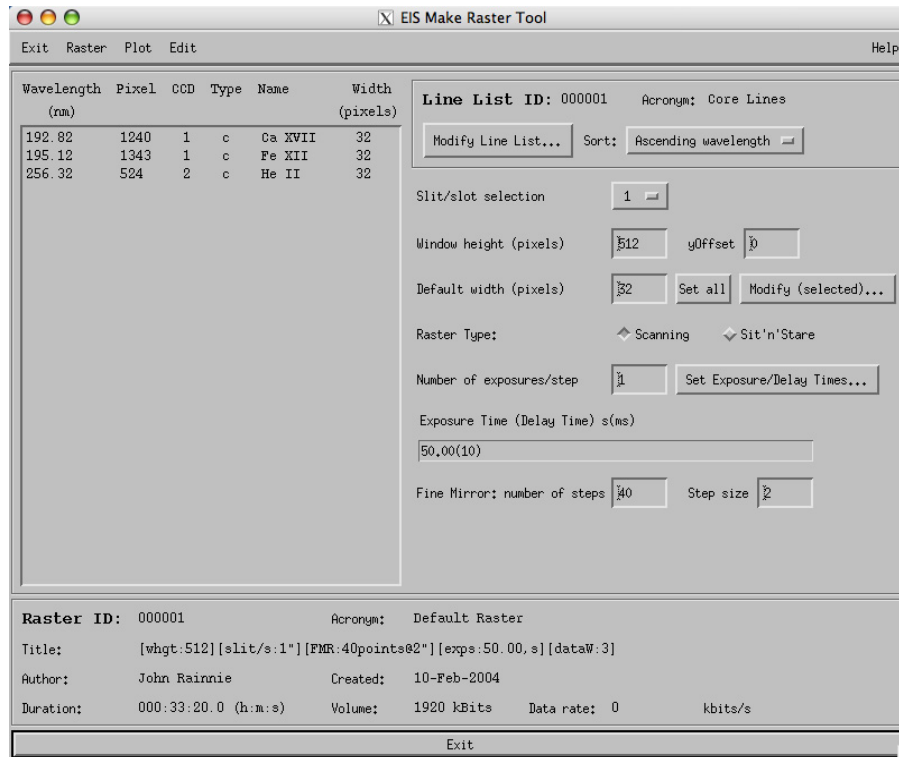 X EIS Make Raster Tool
Exit Raster Plot Edit Help
Wavelength Pixel CCD Type Name Width
(nm) (pixels)
192.82 1240 1 c Ca XVII 32
195.12 1343 1 c Fe XII 32
256.32 524 2 c He II 32
Line List ID: 000001 Acronym: Core Lines
Modify Line List... Sort: Ascending wavelength
Slit/slot selection 1
Window height (pixels) 512 yOffset 0
Default width (pixels) 32 Set all Modify (selected)...
Raster Type: Scanning Sit'n'Stare
Number of exposures/step 1 Set Exposure/Delay Times...
Exposure Time (Delay Time) s(ms)
50.00(10)
Fine Mirror: number of steps 40 Step size 2
Raster ID: 000001 Acronym: Default Raster
Title: [whgt:512][slit/s:1"][FMR:40points@2"][exps:50.00,s][dataW:3]
Author: John Rainnie Created: 10-Feb-2004
Duration: 000:33:20.0 (h:m:s) Volume: 1920 kBits Data rate: 0 kbits/s
Exit